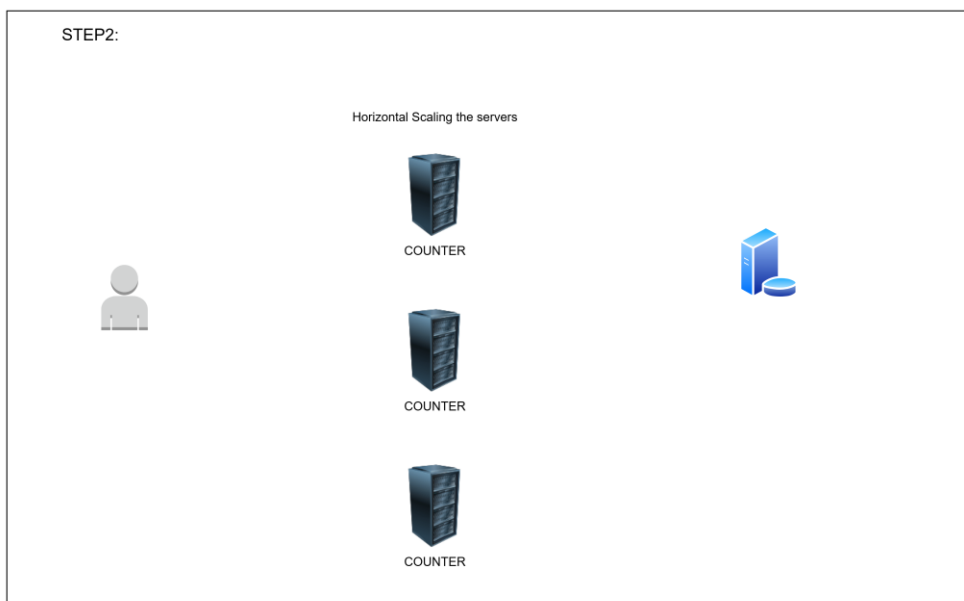 STEP2:
Horizontal Scaling the servers
COUNTER
COUNTER
COUNTER